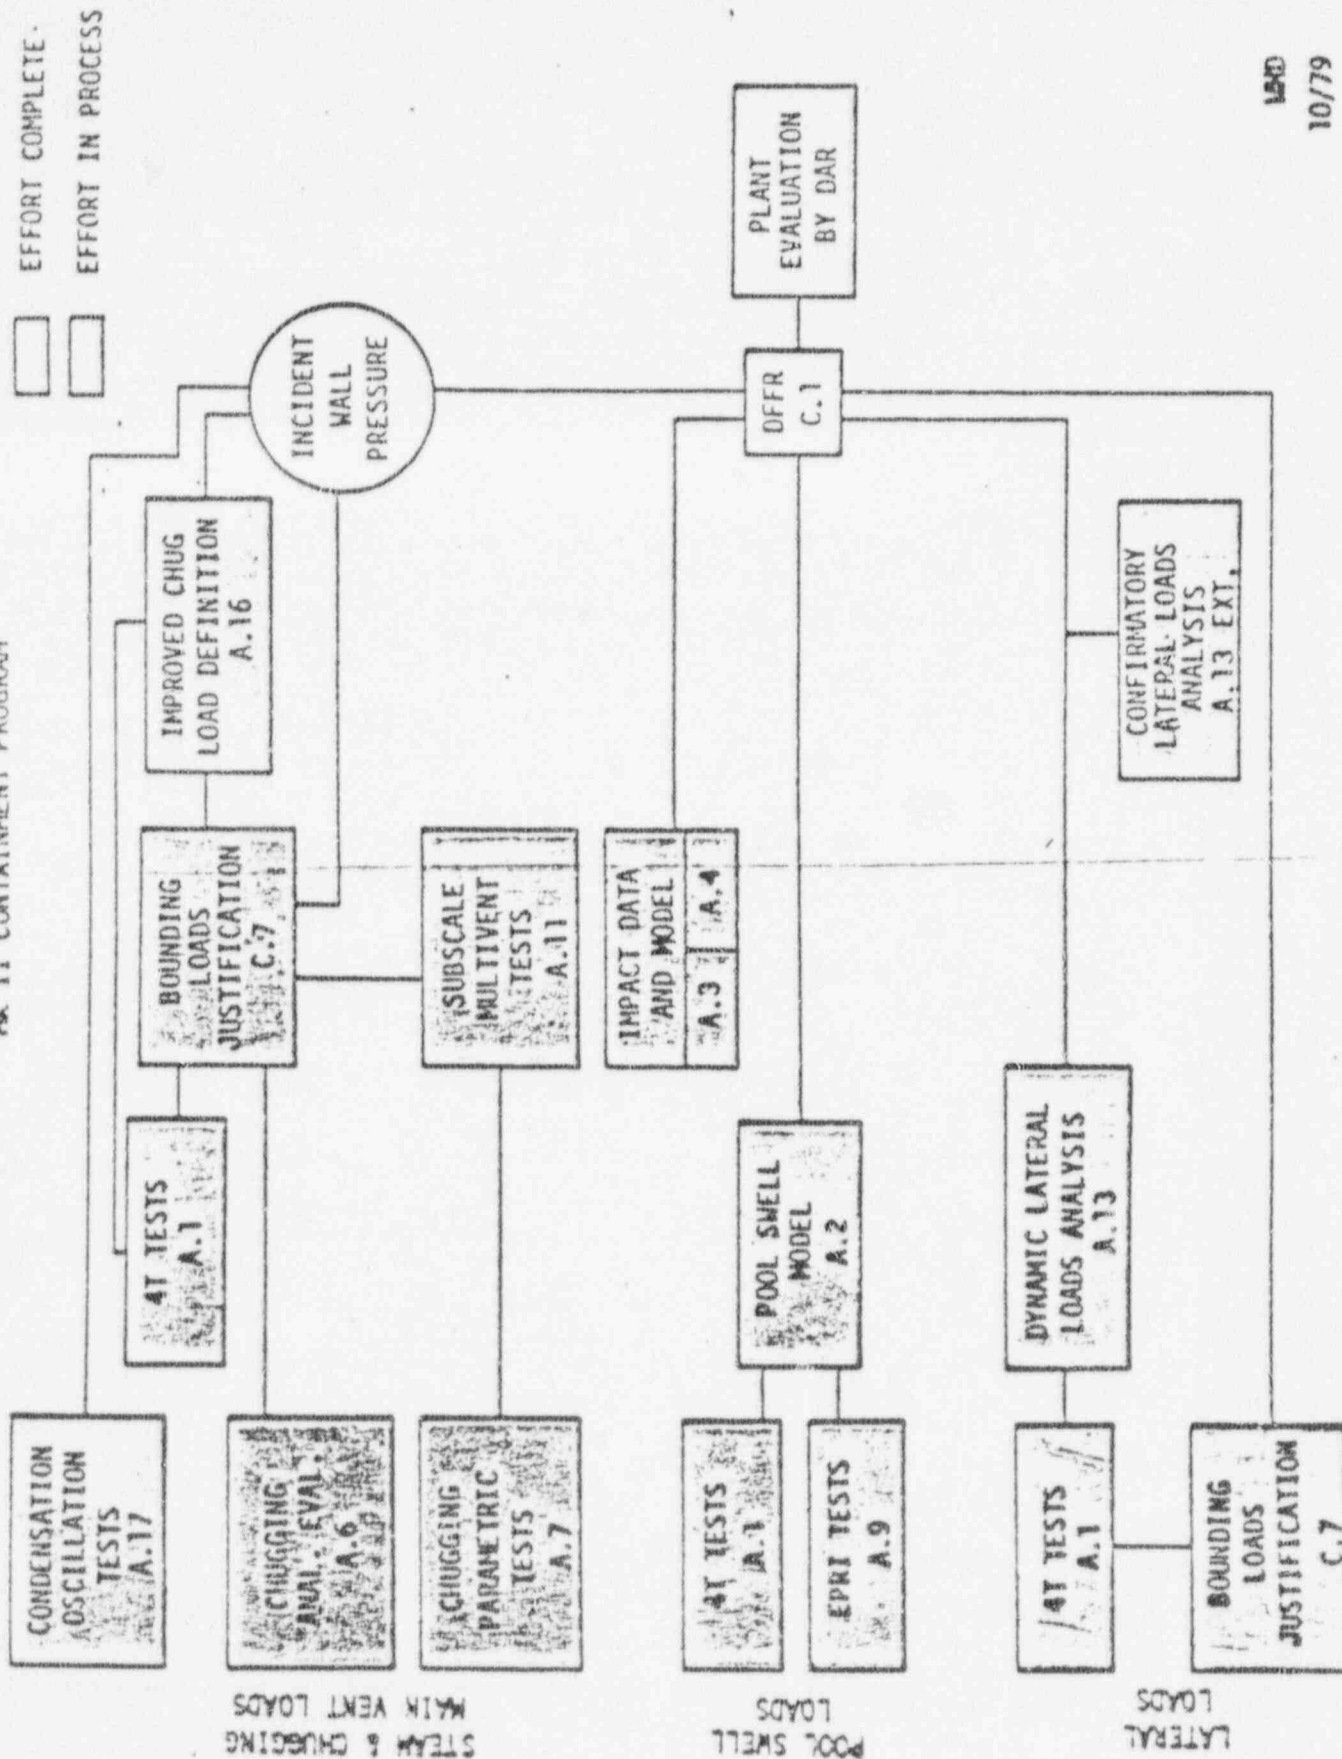 MK II CONTAINMENT PROGRAM
EFFORT COMPLETE
EFFORT IN PROCESS
STEAM & CHUGGING
MAIN VENT LOADS
CONDENSATION
OSCILLATION
TESTS
A.17
4T TESTS
A.1
CHUGGING
ANAL. EVAL.
A.6
BOUNDING
LOADS
JUSTIFICATION
C.7
IMPROVED CHUG
LOAD DEFINITION
A.16
INCIDENT
WALL
PRESSURE
CHUGGING
PARAMETRIC
TESTS
A.7
SUBSCALE
MULTIVENT
TESTS
A.11
POOL SWELL
LOADS
IMPACT DATA
AND MODEL
A.3 A.4
4T TESTS
A.1
EPRI TESTS
A.9
POOL SWELL
MODEL
A.2
DFFR
C.1
PLANT
EVALUATION
BY DAR
LATERAL
LOADS
4T TESTS
A.1
DYNAMIC LATERAL
LOADS ANALYSIS
A.13
CONFIRMATORY
LATERAL LOADS
ANALYSIS
A.13 EXT.
BOUNDING
LOADS
JUSTIFICATION
C.7
10/79